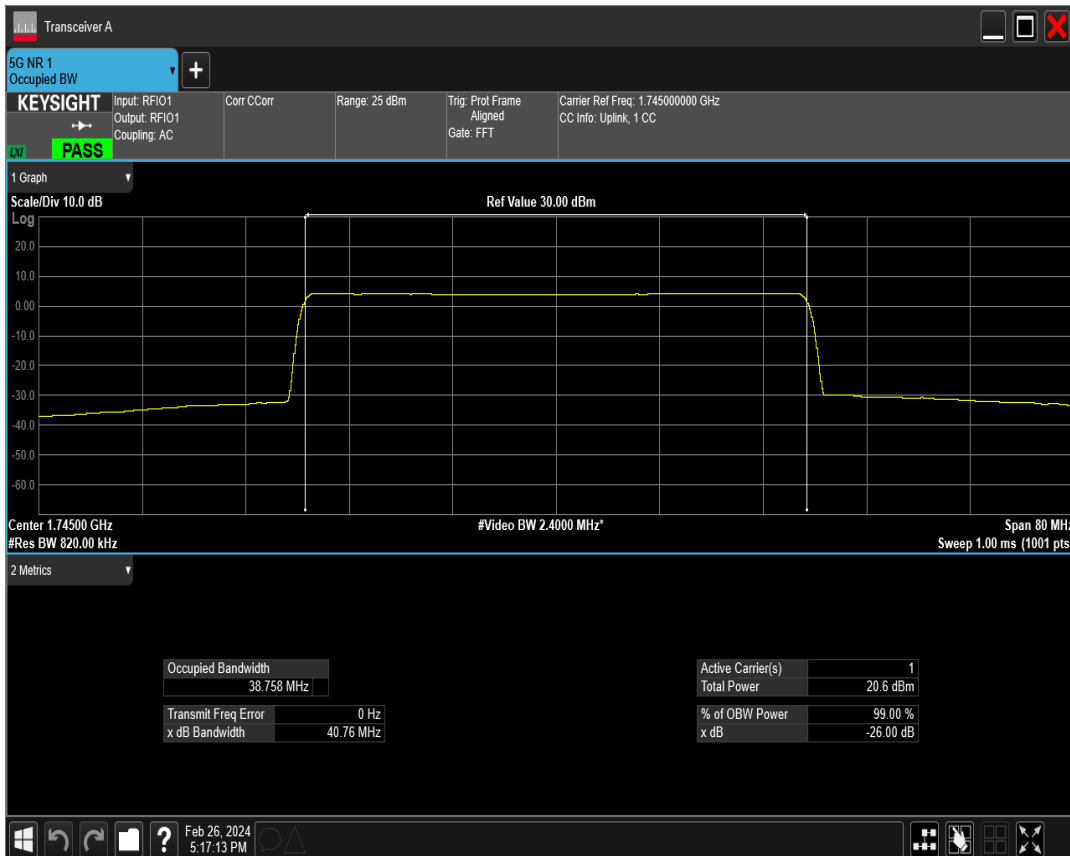 Transceiver A
5G NR 1
Occupied BW
+
KEYSIGHT
LXI
PASS
Input: RFIO1
Output: RFIO1
Coupling: AC
Corr CCorr
Range: 25 dBm
Trig: Prot Frame
Aligned
Gate: FFT
Carrier Ref Freq: 1.745000000 GHz
CC Info: Uplink, 1 CC
1 Graph
Scale/Div 10.0 dB
Ref Value 30.00 dBm
Log
20.0
10.0
0.00
-10.0
-20.0
-30.0
-40.0
-50.0
-60.0
Center 1.74500 GHz
#Video BW 2.4000 MHz*
Span 80 MHz
#Res BW 820.00 kHz
Sweep 1.00 ms (1001 pts
2 Metrics
Occupied Bandwidth
38.758 MHz
Transmit Freq Error 0 Hz
x dB Bandwidth 40.76 MHz
Active Carrier(s) 1
Total Power 20.6 dBm
% of OBW Power 99.00 %
x dB -26.00 dB
?
Feb 26, 2024
5:17:13 PM